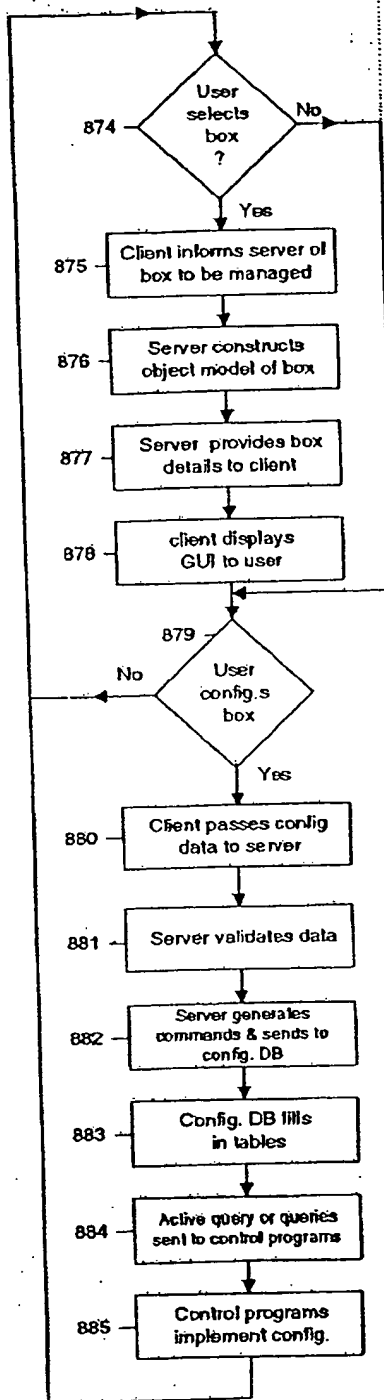 User
selects
box
?
No
874
Yes
875
Client informs server of
box to be managed
876
Server constructs
object model of box
877
Server provides box
details to client
878
client displays
GUI to user
879
No
User
config.s
box
Yes
880
Client passes config
data to server
881
Server validates data
882
Server generates
commands & sends to
config. DB
883
Config. DB fills
in tables
884
Active query or queries
sent to control programs
885
Control programs
implement config.